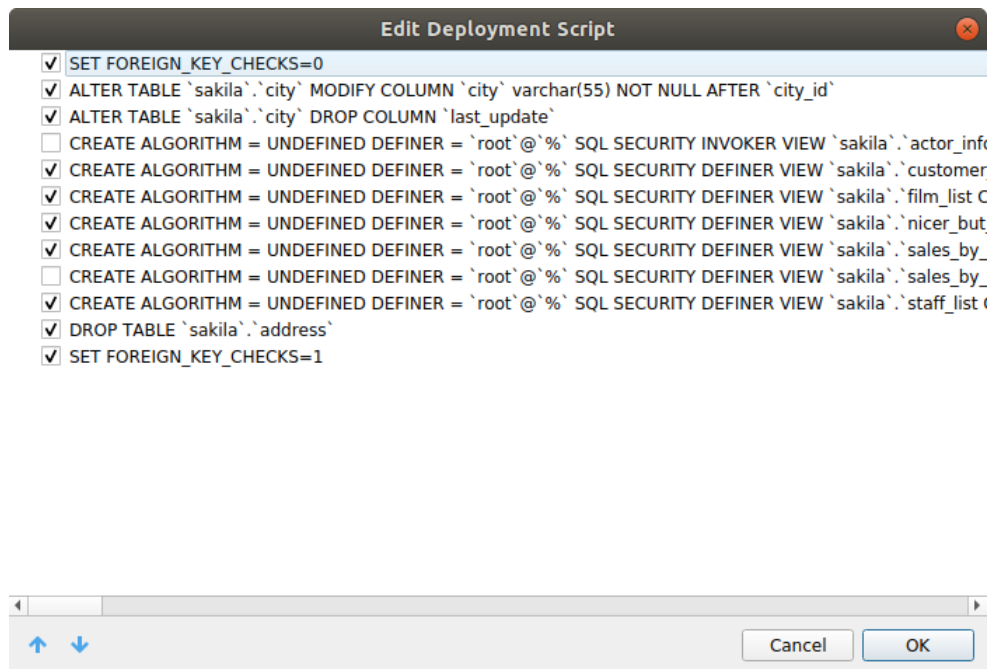 Edit Deployment Script
SET FOREIGN_KEY_CHECKS=0
ALTER TABLE `sakila`.`city` MODIFY COLUMN `city` varchar(55) NOT NULL AFTER `city_id`
ALTER TABLE `sakila`.`city` DROP COLUMN `last_update`
CREATE ALGORITHM = UNDEFINED DEFINER = `root`@`%` SQL SECURITY INVOKER VIEW `sakila`.`actor_info
CREATE ALGORITHM = UNDEFINED DEFINER = `root`@`%` SQL SECURITY DEFINER VIEW `sakila`.`customer_
CREATE ALGORITHM = UNDEFINED DEFINER = `root`@`%` SQL SECURITY DEFINER VIEW `sakila`.`film_list C
CREATE ALGORITHM = UNDEFINED DEFINER = `root`@`%` SQL SECURITY DEFINER VIEW `sakila`.`nicer_but_
CREATE ALGORITHM = UNDEFINED DEFINER = `root`@`%` SQL SECURITY DEFINER VIEW `sakila`.`sales_by_
CREATE ALGORITHM = UNDEFINED DEFINER = `root`@`%` SQL SECURITY DEFINER VIEW `sakila`.`sales_by_
CREATE ALGORITHM = UNDEFINED DEFINER = `root`@`%` SQL SECURITY DEFINER VIEW `sakila`.`staff_list C
DROP TABLE `sakila`.`address`
SET FOREIGN_KEY_CHECKS=1
Cancel
OK